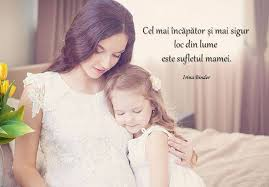 Cel mai încăpător și mai sigur
loc din lume
este sufletul mamei.
Irina Binder